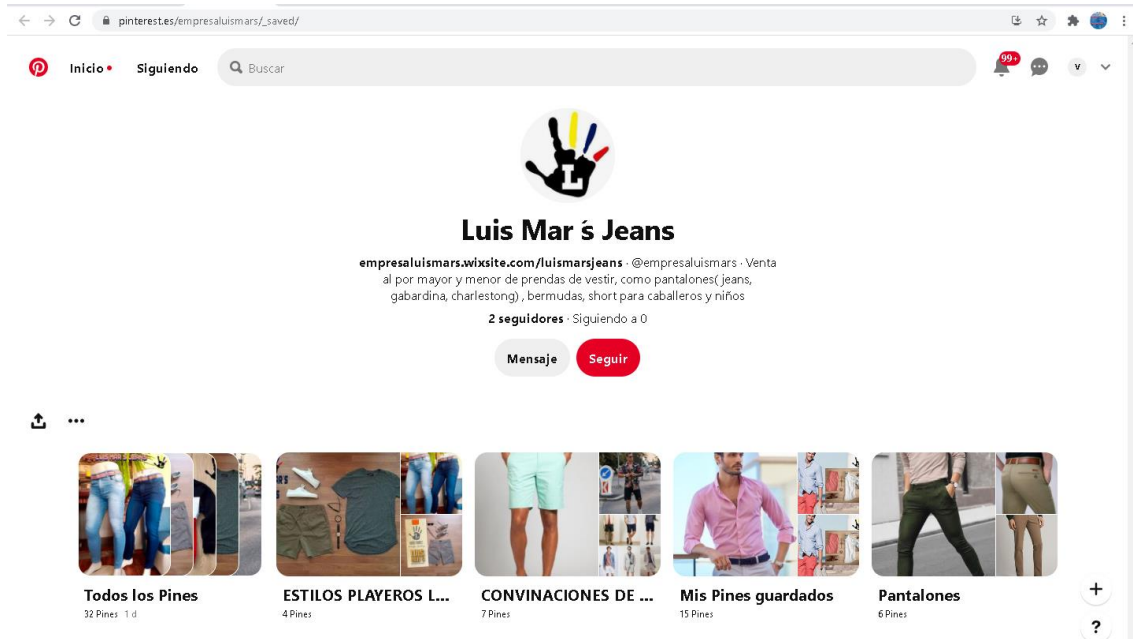 pinterest.es/empresaluismars/_saved/
Inicio
Siguiendo
Buscar
99+
V
L
Luis Mar ́s Jeans
empresaluismars.wixsite.com/luismarsjeans · @empresaluismars · Venta
al por mayor y menor de prendas de vestir, como pantalones( jeans,
gabardina, charlestong) , bermudas, short para caballeros y niños
2 seguidores · Siguiendo a 0
Mensaje
Seguir
Todos los Pines
32 Pines 1 d
ESTILOS PLAYEROS L...
4 Pines
CONVINACIONES DE ...
7 Pines
Mis Pines guardados
15 Pines
Pantalones
6 Pines
+
?